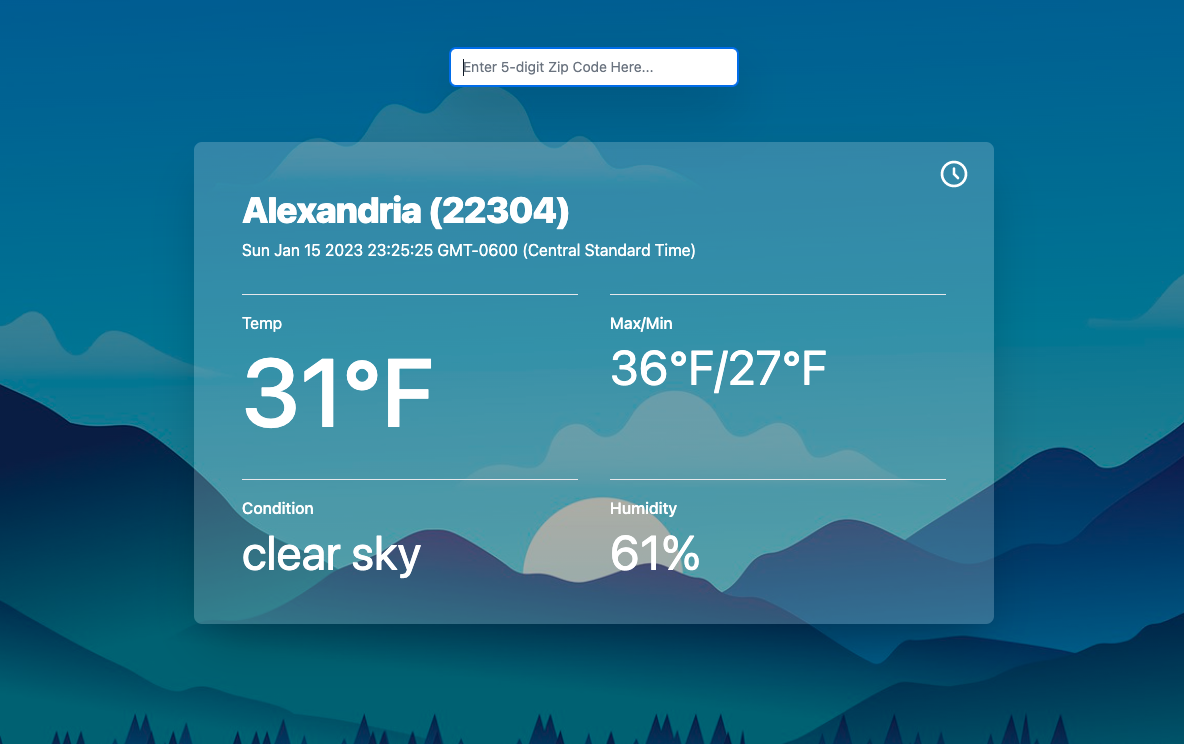 Enter 5-digit Zip Code Here...
Alexandria (22304)
Sun Jan 15 2023 23:25:25 GMT-0600 (Central Standard Time)
Temp
31°F
Max/Min
36°F/27°F
Condition
clear sky
Humidity
61%